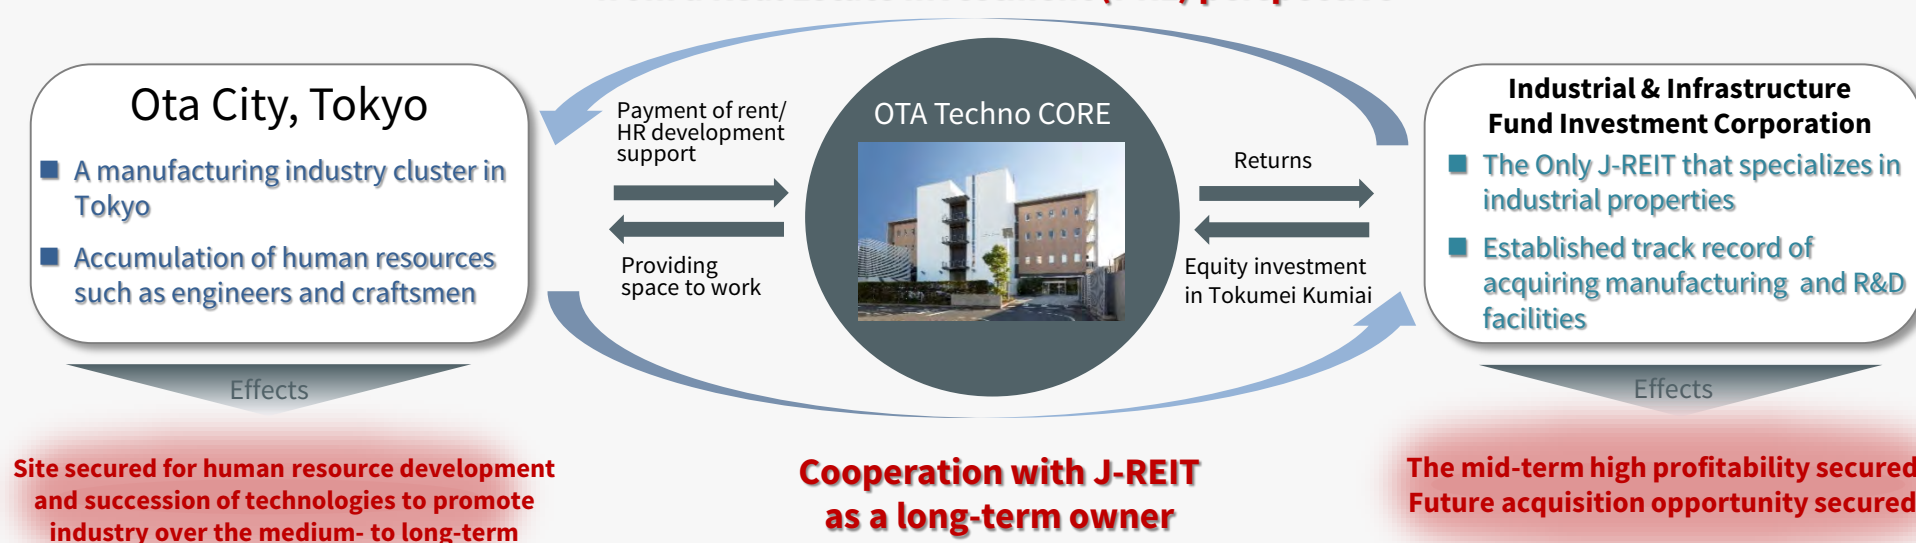 Ota City, Tokyo
A manufacturing industry cluster in
Tokyo
Accumulation of human resources
such as engineers and craftsmen
Effects
Site secured for human resource development
and succession of technologies to promote
industry over the medium- to long-term
Payment of rent/
HR development
support
Providing
space to work
OTA Techno CORE
Returns
Equity investment
in Tokumei Kumiai
Cooperation with J-REIT
as a long-term owner
Industrial & Infrastructure
Fund Investment Corporation
The Only J-REIT that specializes in
industrial properties
Established track record of
acquiring manufacturing and R&D
facilities
Effects
The mid-term high profitability secured
Future acquisition opportunity secured